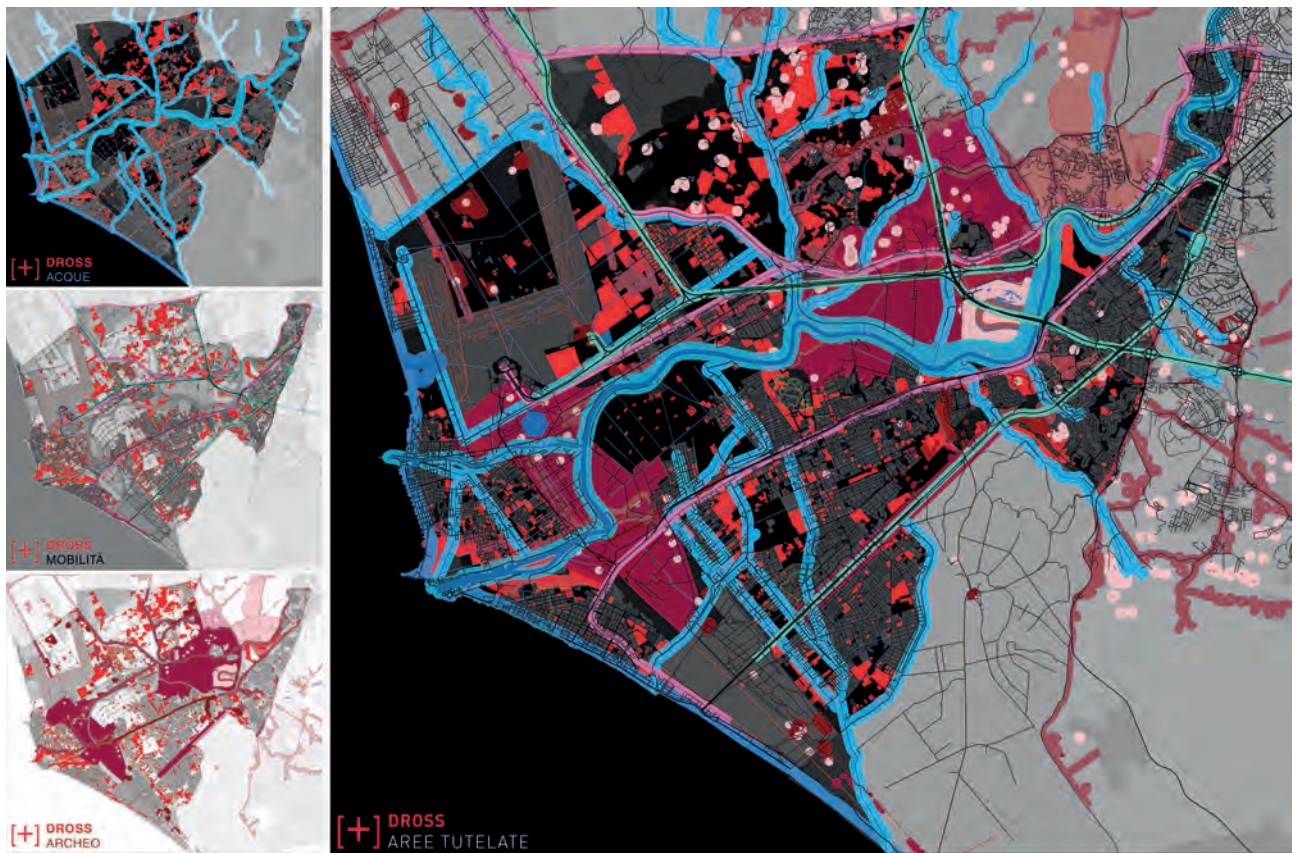 [+] DROSS
ACQUE
[+] DROSS
MOBILITÀ
[+] DROSS
ARCHEO
[+] DROSS
AREE TUTELATE